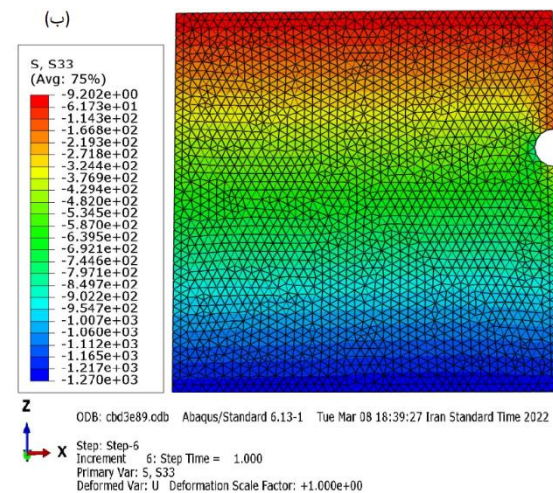 (ب)
S, S33
(Avg: 75%)
-9.202e+00
-6.173e+01
-1.143e+02
-1.668e+02
-2.193e+02
-2.718e+02
-3.244e+02
-3.769e+02
-4.294e+02
-4.820e+02
-5.345e+02
-5.870e+02
-6.395e+02
-6.921e+02
-7.446e+02
-7.971e+02
-8.497e+02
-9.022e+02
-9.547e+02
-1.007e+03
-1.060e+03
-1.112e+03
-1.165e+03
-1.217e+03
-1.270e+03
Z
X
ODB: cbd3e89.odb Abaqus/Standard 6.13-1 Tue Mar 08 18:39:27 Iran Standard Time 2022
Step: Step-6
Increment 6: Step Time = 1.000
Primary Var: S, S33
Deformed Var: U Deformation Scale Factor: +1.000e+00